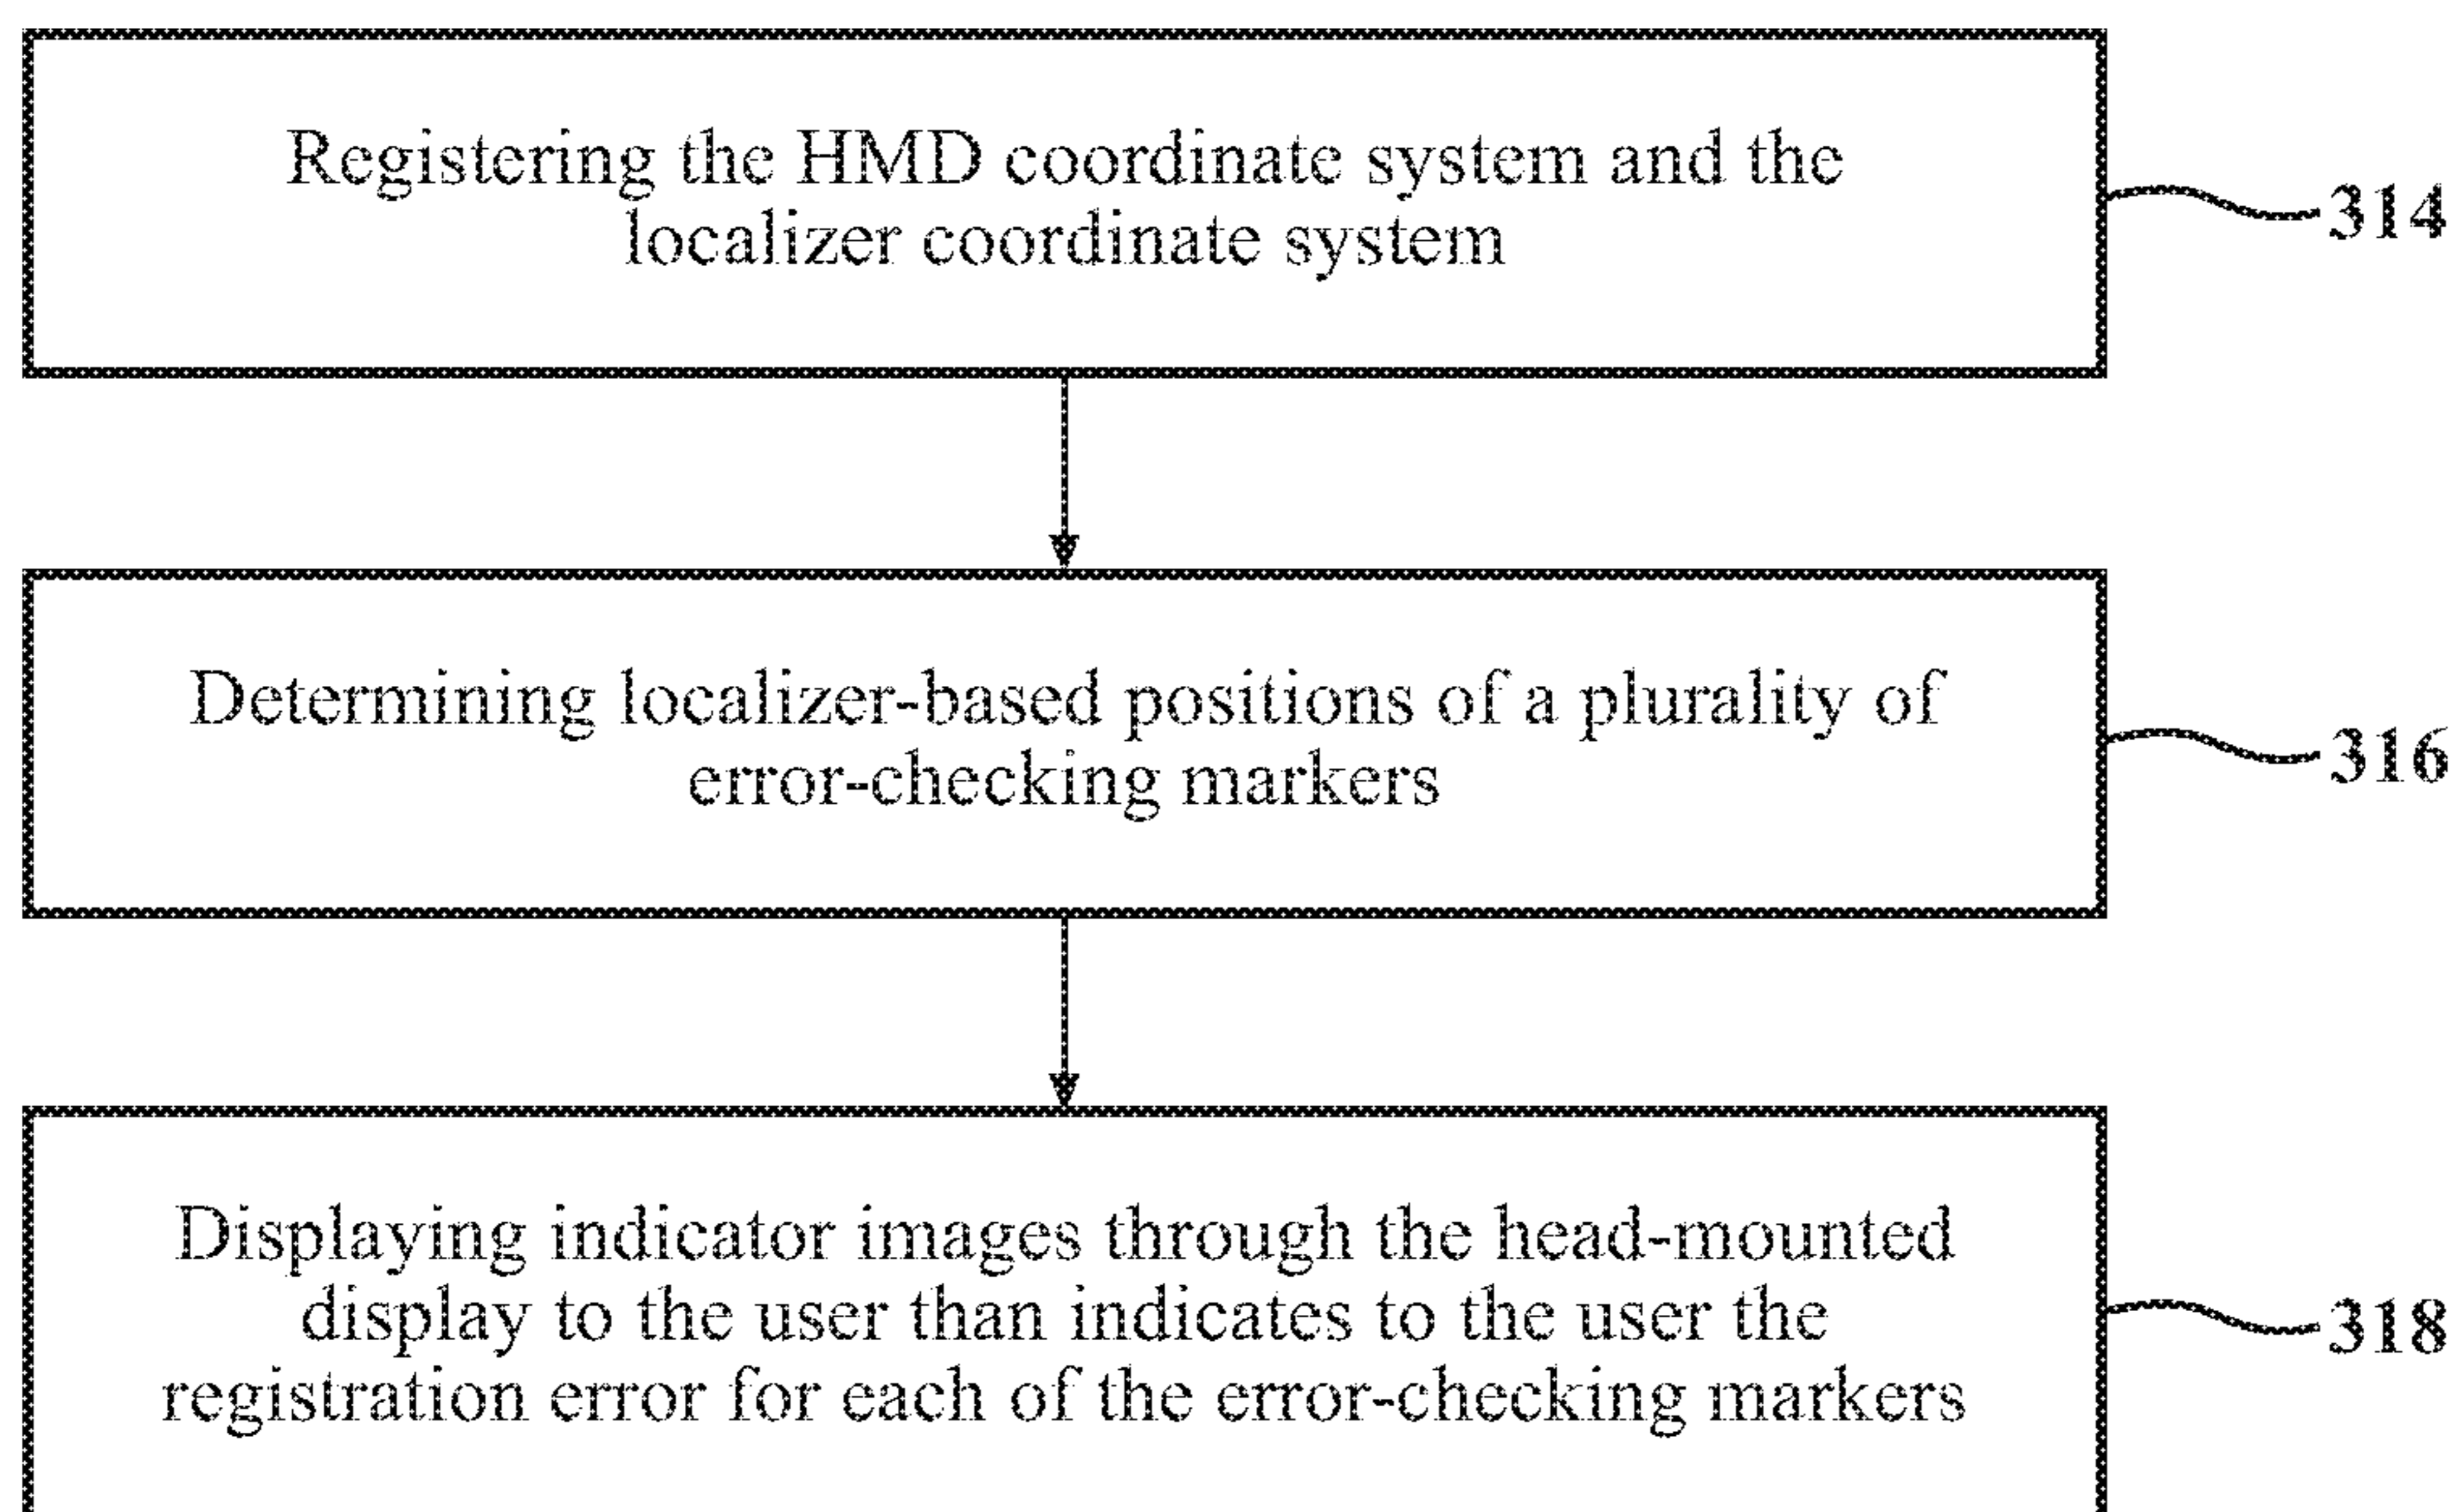 Registering the HMD coordinate system and the
localizer coordinate system
314
Determining localizer-based positions of a plurality of
error-checking markers
316
Displaying indicator images through the head-mounted
display to the user than indicates to the user the
registration error for each of the error-checking markers
318